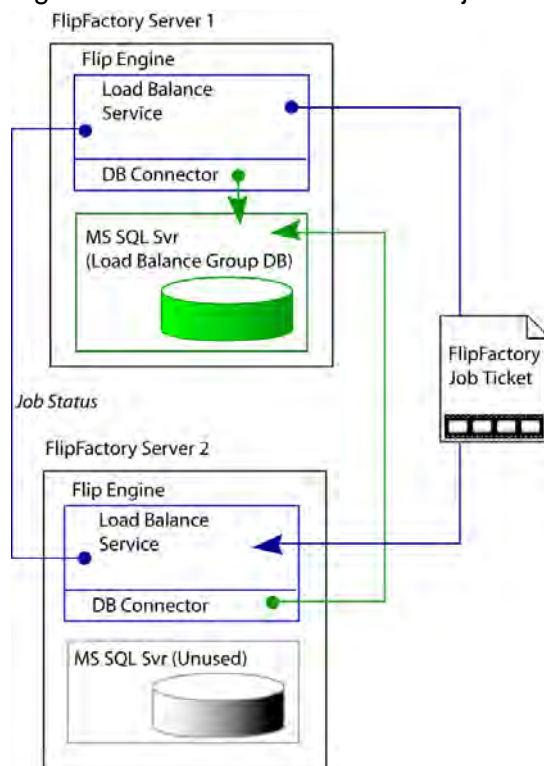 FlipFactory Server 1
Flip Engine
Load Balance
Service
DB Connector
MS SQL Svr
(Load Balance Group DB)
FlipFactory
Job Ticket
Job Status
FlipFactory Server 2
Flip Engine
Load Balance
Service
DB Connector
MS SQL Svr (Unused)